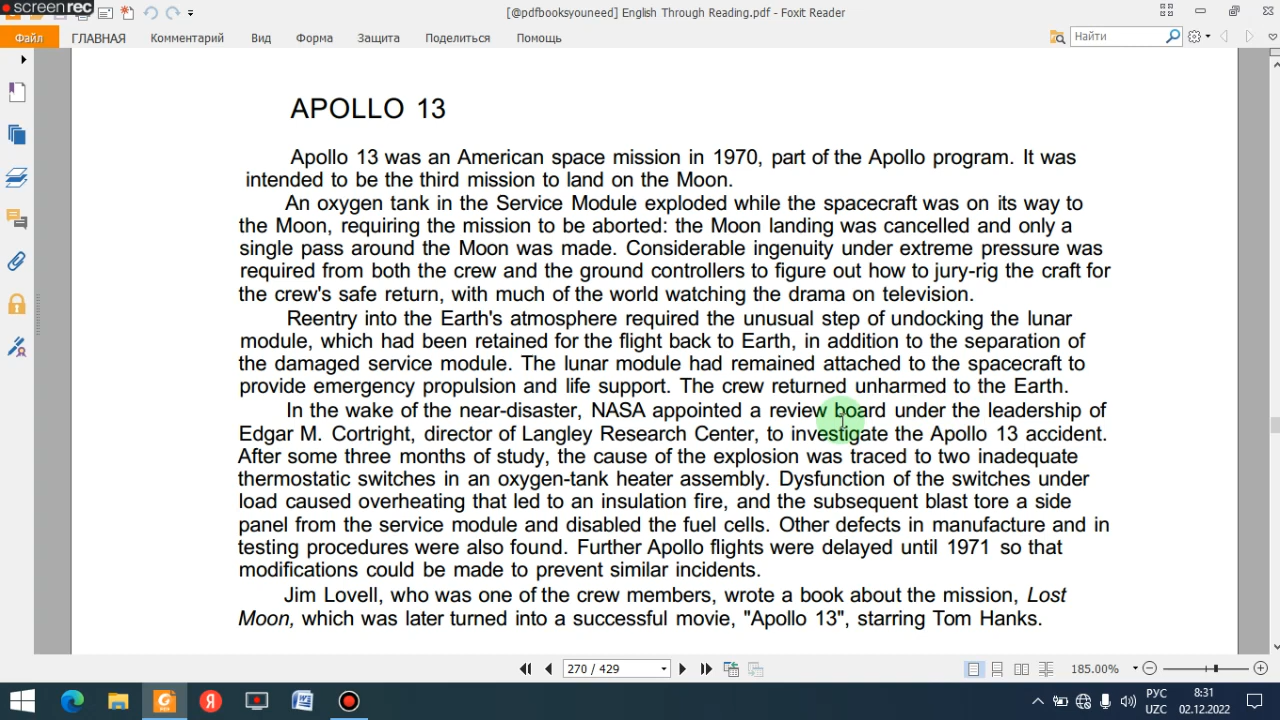 screenrec
[@pdfbooksyouneed] English Through Reading.pdf - Foxit Reader
Файл ГЛАВНАЯ Комментарий Вид Форма Защита Поделиться Помощь Найти
APOLLO 13
Apollo 13 was an American space mission in 1970, part of the Apollo program. It was
intended to be the third mission to land on the Moon.
An oxygen tank in the Service Module exploded while the spacecraft was on its way to
the Moon, requiring the mission to be aborted: the Moon landing was cancelled and only a
single pass around the Moon was made. Considerable ingenuity under extreme pressure was
required from both the crew and the ground controllers to figure out how to jury-rig the craft for
the crew's safe return, with much of the world watching the drama on television.
Reentry into the Earth's atmosphere required the unusual step of undocking the lunar
module, which had been retained for the flight back to Earth, in addition to the separation of
the damaged service module. The lunar module had remained attached to the spacecraft to
provide emergency propulsion and life support. The crew returned unharmed to the Earth.
In the wake of the near-disaster, NASA appointed a review board under the leadership of
Edgar M. Cortright, director of Langley Research Center, to investigate the Apollo 13 accident.
After some three months of study, the cause of the explosion was traced to two inadequate
thermostatic switches in an oxygen-tank heater assembly. Dysfunction of the switches under
load caused overheating that led to an insulation fire, and the subsequent blast tore a side
panel from the service module and disabled the fuel cells. Other defects in manufacture and in
testing procedures were also found. Further Apollo flights were delayed until 1971 so that
modifications could be made to prevent similar incidents.
Jim Lovell, who was one of the crew members, wrote a book about the mission, Lost
Moon, which was later turned into a successful movie, "Apollo 13", starring Tom Hanks.
270 / 429 185.00%
РУС 8:31
UZC 02.12.2022